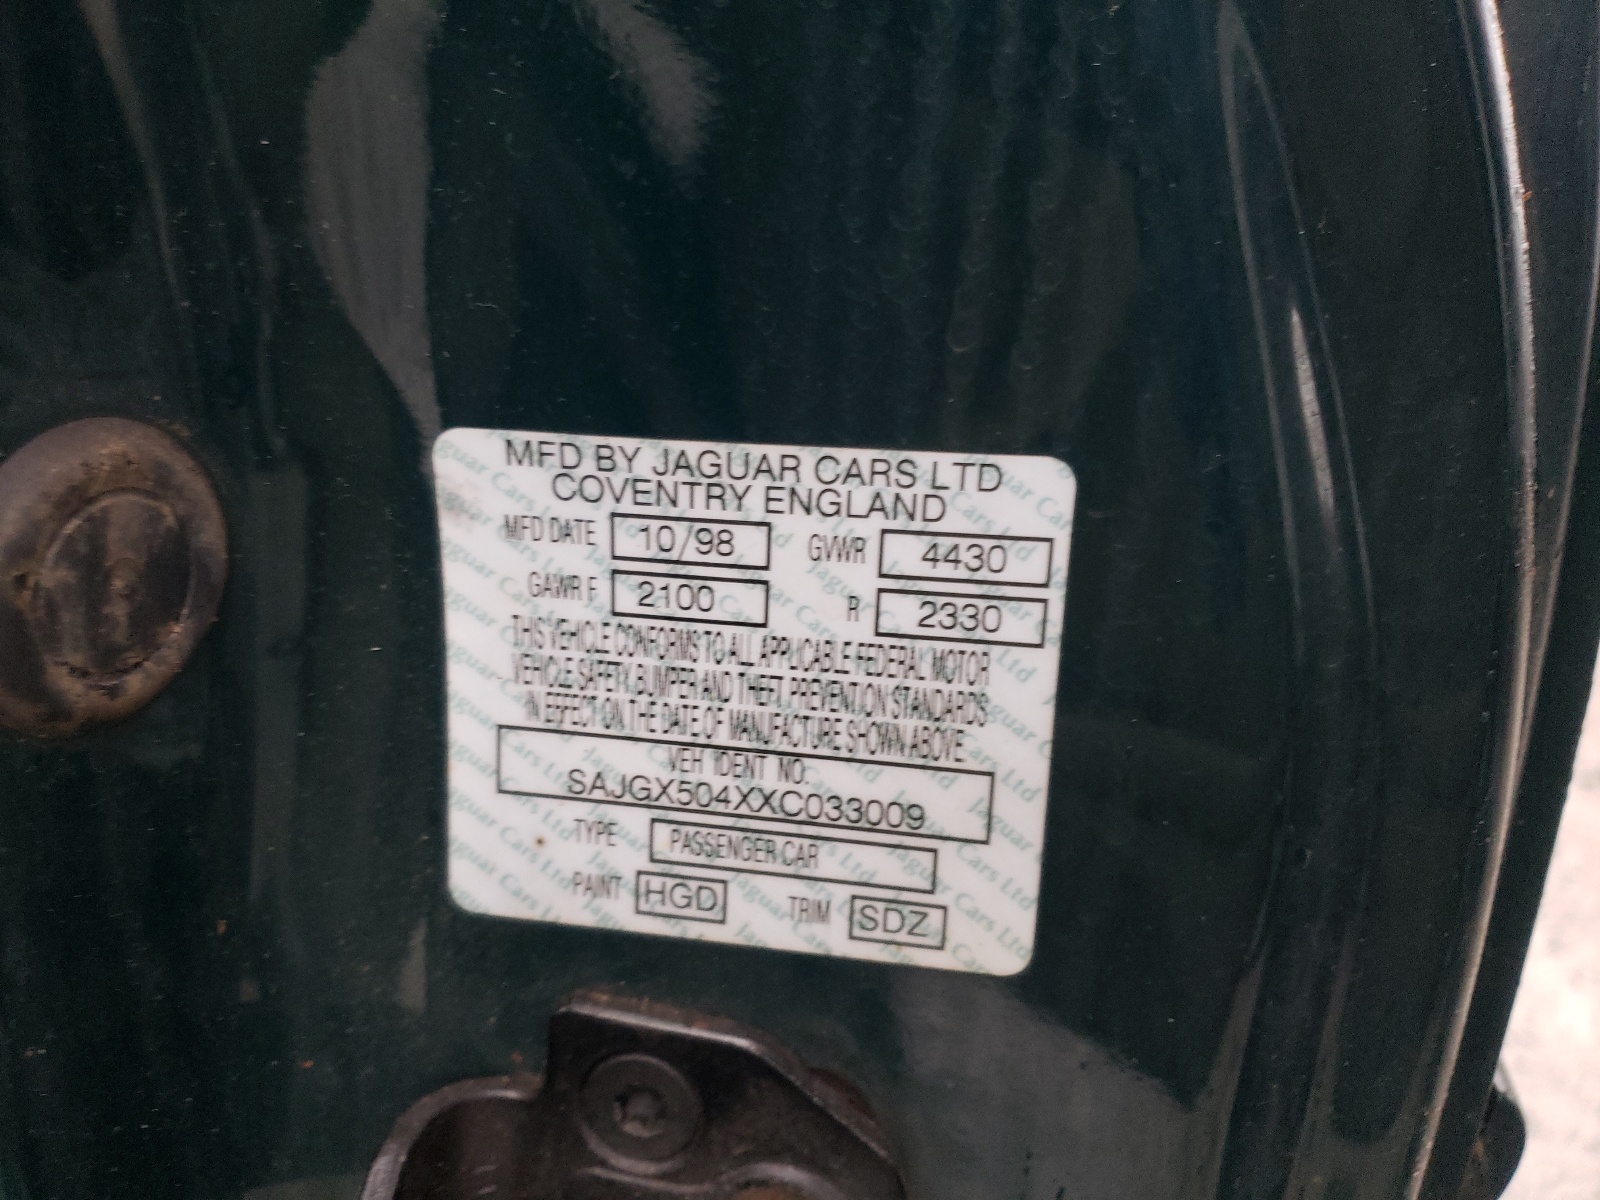 MFD BY JAGUAR CARS LTD
COVENTRY ENGLAND
MFD DATE 10/98 GVWR 4430
GAWR F 2100 R 2330
THIS VEHICLE CONFORMS TO ALL APPLICABLE FEDERAL MOTOR
VEHICLE SAFETY, BUMPER AND THEFT PREVENTION STANDARDS
IN EFFECT ON THE DATE OF MANUFACTURE SHOWN ABOVE
VEH IDENT NO:
SAJGX504XXC033009
TYPE PASSENGER CAR
PAINT HGD TRIM SDZ